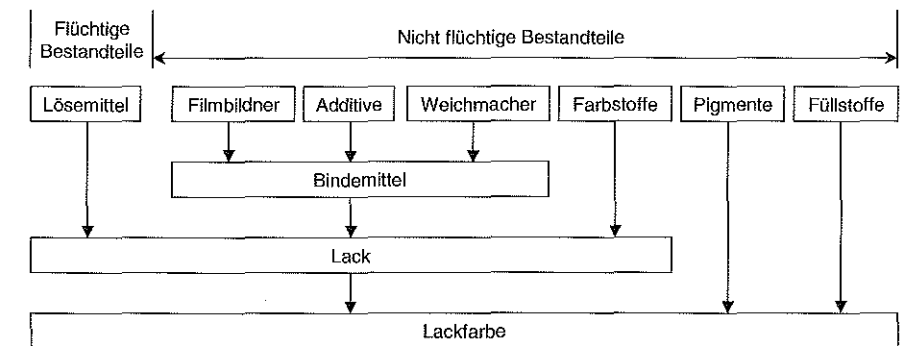 Flüchtige
Bestandteile
Nicht flüchtige Bestandteile
Lösemittel
Filmbildner
Additive
Weichmacher
Farbstoffe
Pigmente
Füllstoffe
Bindemittel
Lack
Lackfarbe